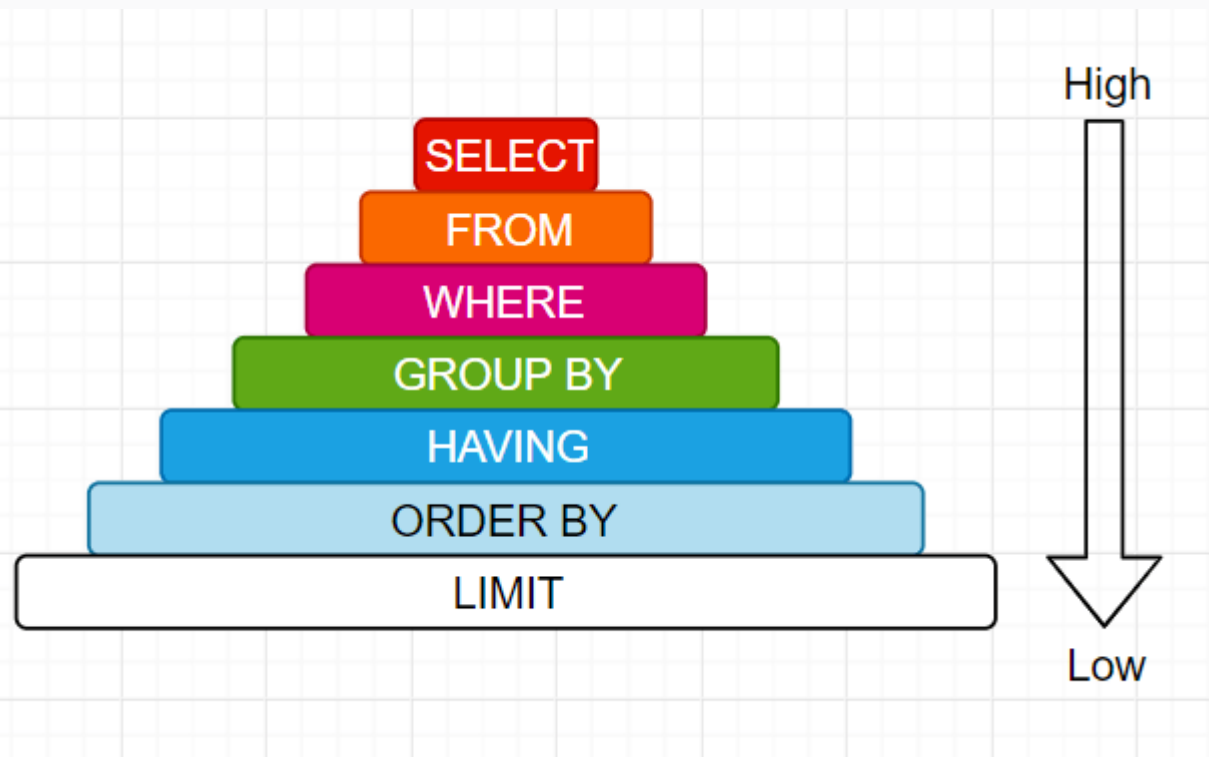 High
SELECT
FROM
WHERE
GROUP BY
HAVING
ORDER BY
LIMIT
Low